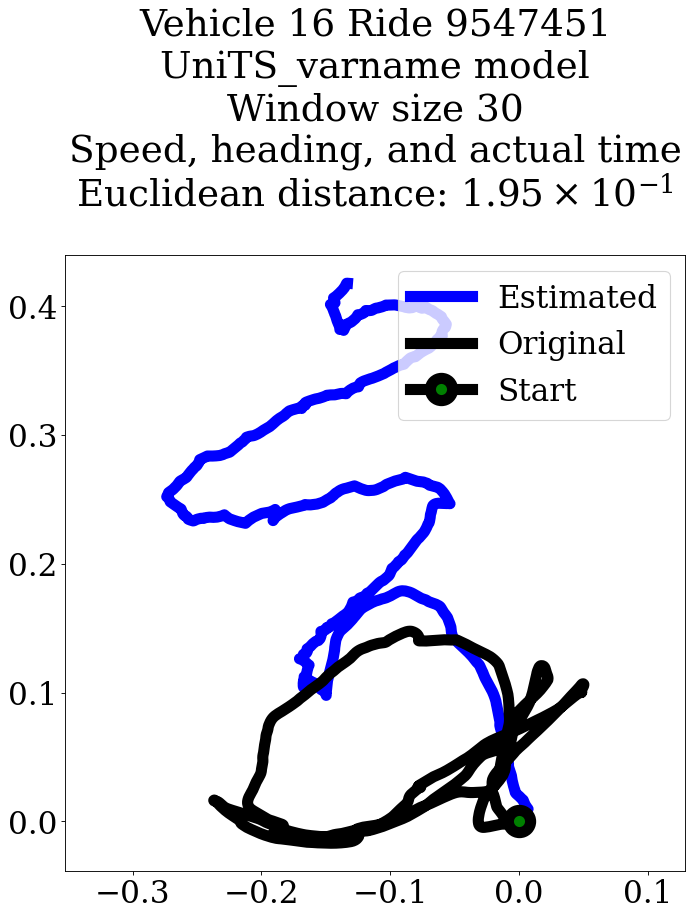 Vehicle 16 Ride 9547451
UniTS_varname model
Window size 30
Speed, heading, and actual time
Euclidean distance: 1.95 × 10⁻¹
Estimated
Original
Start
0.4
0.3
0.2
0.1
0.0
−0.3 −0.2 −0.1 0.0 0.1